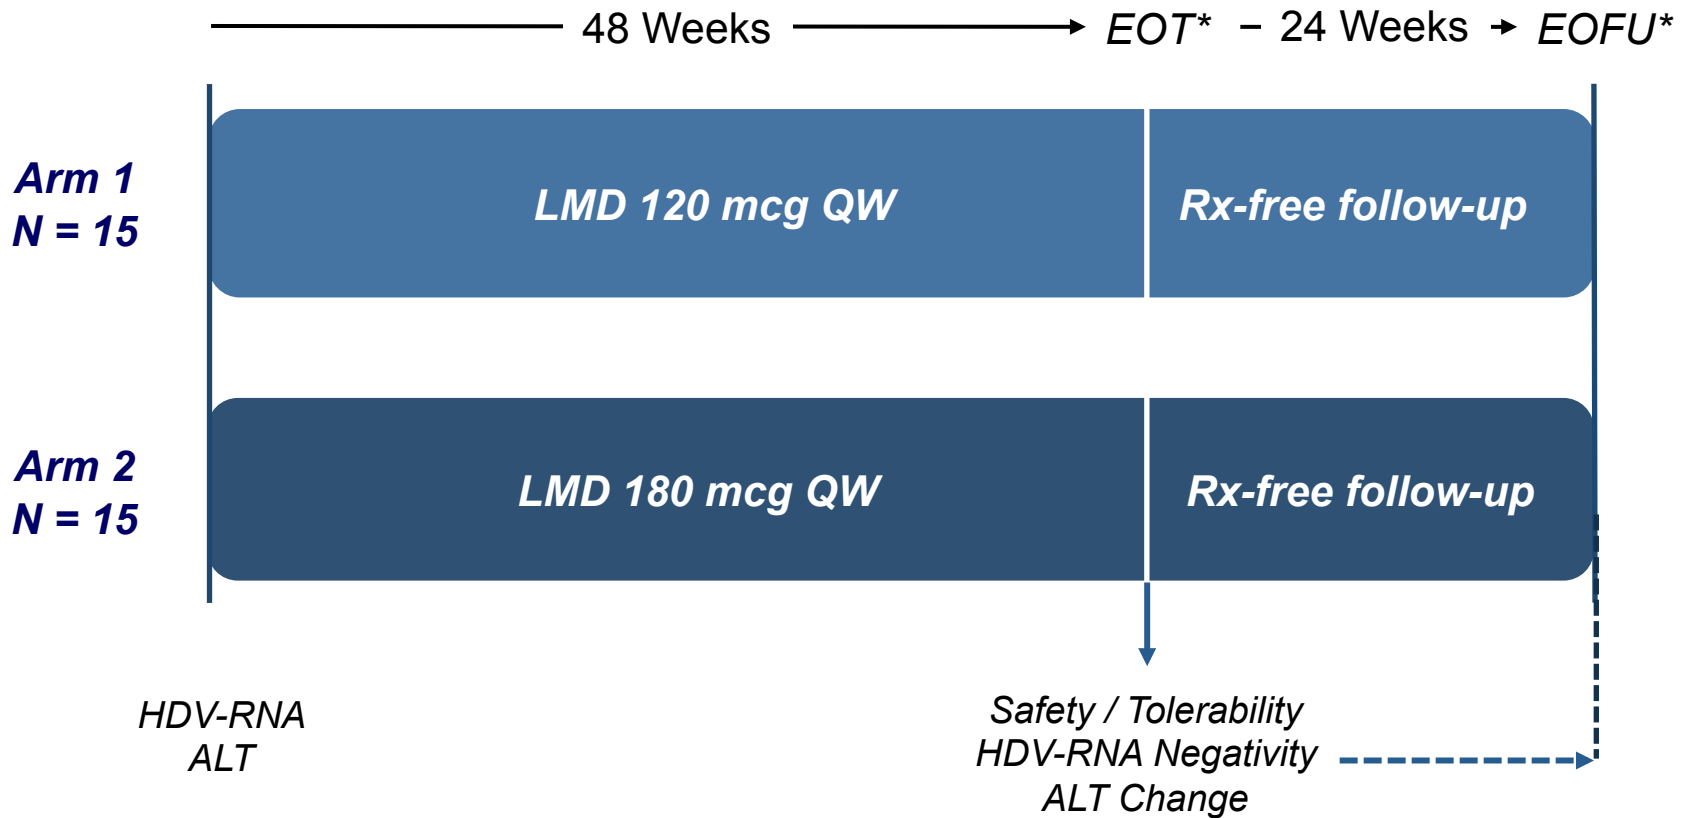 48 Weeks EOT* – 24 Weeks EOFU*
Arm 1
N = 15
LMD 120 mcg QW
Rx-free follow-up
Arm 2
N = 15
LMD 180 mcg QW
Rx-free follow-up
HDV-RNA
ALT
Safety / Tolerability
HDV-RNA Negativity
ALT Change